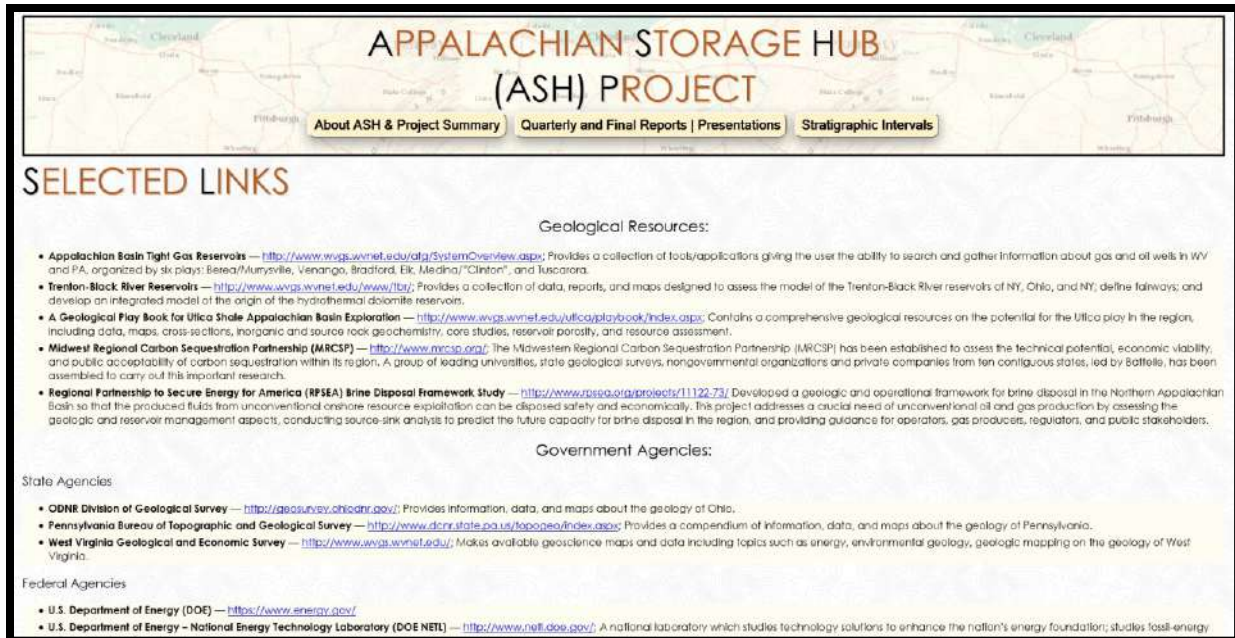 APPALACHIAN STORAGE HUB
(ASH) PROJECT
About ASH & Project Summary
Quarterly and Final Reports | Presentations
Stratigraphic Intervals
Cleveland
Cleveland
Pittsburgh
Pittsburgh
State College
Wheeling
Wheeling
SELECTED LINKS
Geological Resources:
• Appalachian Basin Tight Gas Reservoirs — http://www.wvgs.wvnet.edu/atg/SystemOverview.aspx; Provides a collection of tools/applications giving the user the ability to search and gather information about gas and oil wells in WV
and PA, organized by six plays: Berea/Murrysville, Venango, Bradford, Elk, Medina/"Clinton", and Tuscarora.
• Trenton-Black River Reservoirs — http://www.wvgs.wvnet.edu/www/tbr/; Provides a collection of data, reports, and maps designed to assess the model of the Trenton-Black River reservoirs of NY, Ohio, and NY; define fairways; and
develop an integrated model of the origin of the hydrothermal dolomite reservoirs.
• A Geological Play Book for Utica Shale Appalachian Basin Exploration — http://www.wvgs.wvnet.edu/utica/playbook/index.aspx; Contains a comprehensive geological resources on the potential for the Utica play in the region,
including data, maps, cross-sections, inorganic and source rock geochemistry, core studies, reservoir porosity, and resource assessment.
• Midwest Regional Carbon Sequestration Partnership (MRCSP) — http://www.mrcsp.org/; The Midwestern Regional Carbon Sequestration Partnership (MRCSP) has been established to assess the technical potential, economic viability,
and public acceptability of carbon sequestration within its region. A group of leading universities, state geological surveys, nongovernmental organizations and private companies from ten contiguous states, led by Battelle, has been
assembled to carry out this important research.
• Regional Partnership to Secure Energy for America (RPSEA) Brine Disposal Framework Study — http://www.rpsea.org/projects/11122-73/ Developed a geologic and operational framework for brine disposal in the Northern Appalachian
Basin so that the produced fluids from unconventional onshore resource exploitation can be disposed safety and economically. This project addresses a crucial need of unconventional oil and gas production by assessing the
geologic and reservoir management aspects, conducting source-sink analysis to predict the future capacity for brine disposal in the region, and providing guidance for operators, gas producers, regulators, and public stakeholders.
Government Agencies:
State Agencies
• ODNR Division of Geological Survey — http://geosurvey.ohiodnr.gov/; Provides information, data, and maps about the geology of Ohio.
• Pennsylvania Bureau of Topographic and Geological Survey — http://www.dcnr.state.pa.us/topogeo/index.aspx; Provides a compendium of information, data, and maps about the geology of Pennsylvania.
• West Virginia Geological and Economic Survey — http://www.wvgs.wvnet.edu/; Makes available geoscience maps and data including topics such as energy, environmental geology, geologic mapping on the geology of West
Virginia.
Federal Agencies
• U.S. Department of Energy (DOE) — https://www.energy.gov/
• U.S. Department of Energy – National Energy Technology Laboratory (DOE NETL) — http://www.netl.doe.gov/; A national laboratory which studies technology solutions to enhance the nation's energy foundation; studies fossil-energy